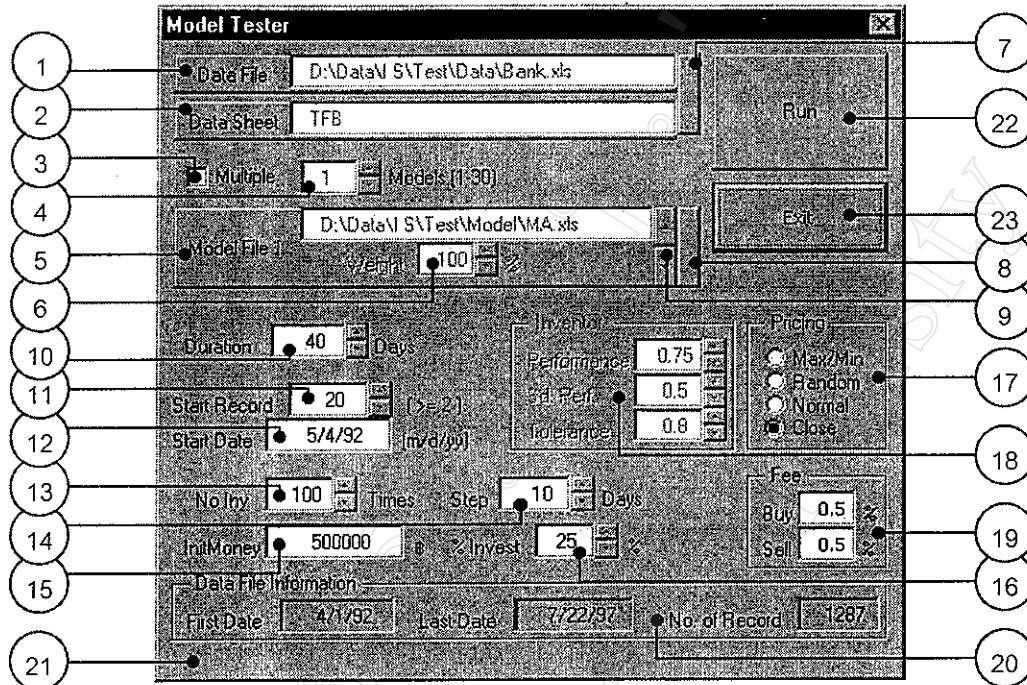 Model Tester
1 Data File D:\Data\I S\Test\Data\Bank.xls 7
2 Data Sheet TFB Run 22
3 Multiple 1 Models (1-30)
4 Exit 23
5 Model File D:\Data\I S\Test\Model\MA.xls 8
6 Weight 100 % 9
10 Duration 40 Days Inventor Pricing
Performance 0.75 Max/Min 17
11 Start Record 20 (>= 2) Sd. Perf. 0.5 Random
Normal
12 Start Date 5/4/92 (m/d/yy) Tolerance 0.8 Close 18
13 No Inv 100 Times Step 10 Days Fee
14 Buy 0.5 % 19
15 InitMoney 500000 % Invest 25 % Sell 0.5 % 16
Data File Information
First Date 4/1/92 Last Date 7/22/97 No. of Record 1287
21 20